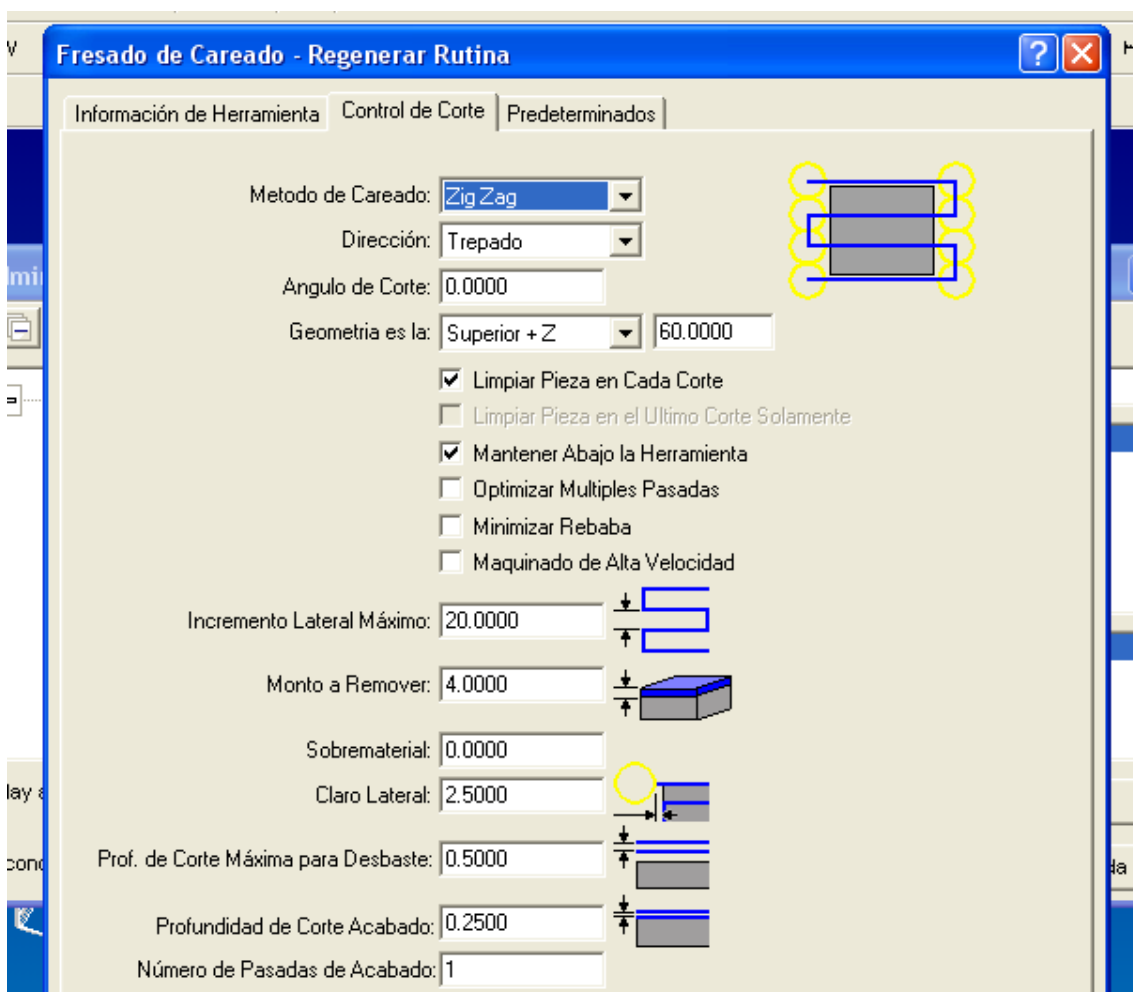 Fresado de Careado - Regenerar Rutina
Información de Herramienta Control de Corte Predeterminados
Metodo de Careado: Zig Zag
Dirección: Trepado
Angulo de Corte: 0.0000
Geometria es la: Superior + Z 60.0000
Limpiar Pieza en Cada Corte
Limpiar Pieza en el Ultimo Corte Solamente
Mantener Abajo la Herramienta
Optimizar Multiples Pasadas
Minimizar Rebaba
Maquinado de Alta Velocidad
Incremento Lateral Máximo: 20.0000
Monto a Remover: 4.0000
Sobrematerial: 0.0000
Claro Lateral: 2.5000
Prof. de Corte Máxima para Desbaste: 0.5000
Profundidad de Corte Acabado: 0.2500
Número de Pasadas de Acabado: 1